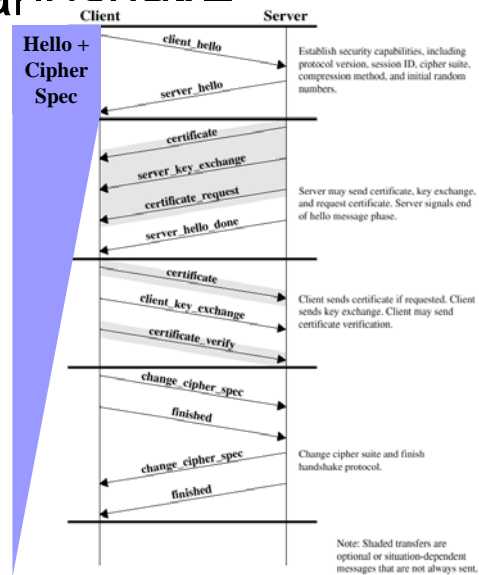 Client
Server
Hello +
Cipher
Spec
client_hello
server_hello
Establish security capabilities, including
protocol version, session ID, cipher suite,
compression method, and initial random
numbers.
certificate
server_key_exchange
certificate_request
server_hello_done
Server may send certificate, key exchange,
and request certificate. Server signals end
of hello message phase.
certificate
client_key_exchange
certificate_verify
Client sends certificate if requested. Client
sends key exchange. Client may send
certificate verification.
change_cipher_spec
finished
change_cipher_spec
finished
Change cipher suite and finish
handshake protocol.
Note: Shaded transfers are
optional or situation-dependent
messages that are not always sent.